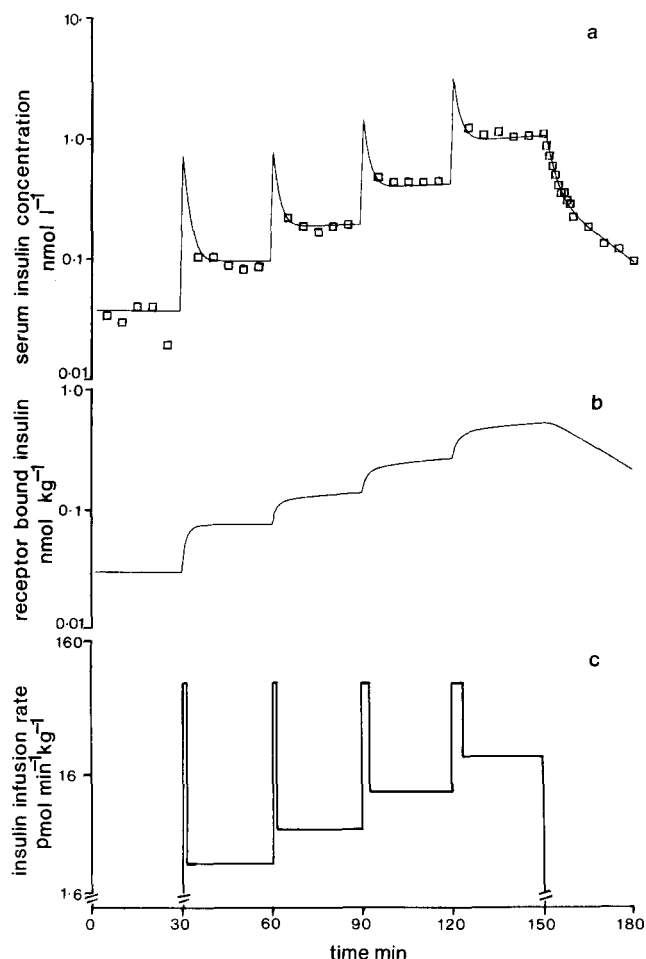 a
10·
1·0
0·1
0·01
serum insulin concentration
nmol l⁻¹
b
1·0
0·1
0·01
receptor bound insulin
nmol kg⁻¹
c
160
16
1·6
insulin infusion rate
pmol min⁻¹kg⁻¹
0 30 60 90 120 150 180
time min